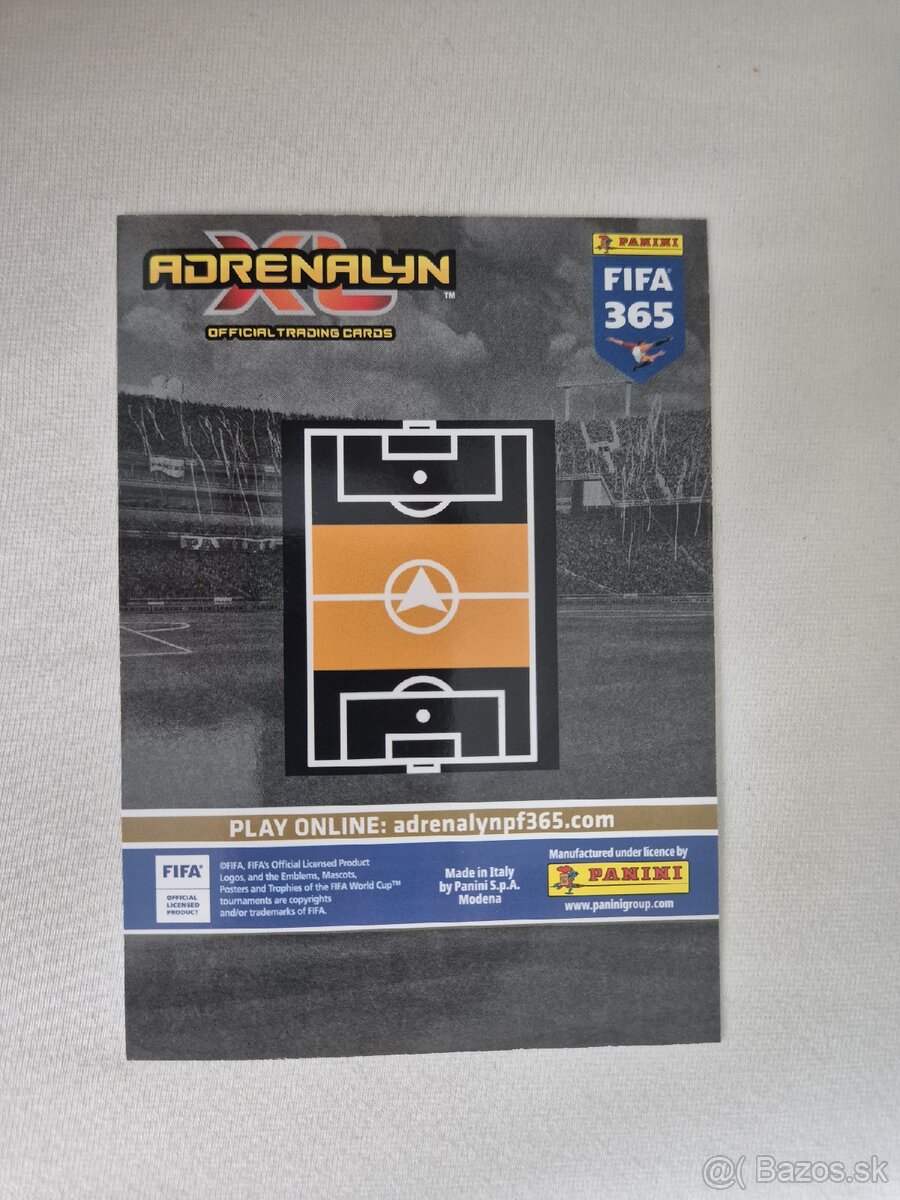 ADRENALYN
XL
™
OFFICIAL TRADING CARDS
PANINI
FIFA
365
PANINI
PLAY ONLINE: adrenalynpf365.com
FIFA®
OFFICIAL
LICENSED
PRODUCT
©FIFA, FIFA's Official Licensed Product
Logos, and the Emblems, Mascots,
Posters and Trophies of the FIFA World Cup™
tournaments are copyrights
and/or trademarks of FIFA.
Made in Italy
by Panini S.p.A.
Modena
Manufactured under licence by
PANINI
www.paninigroup.com
@( Bazos.sk